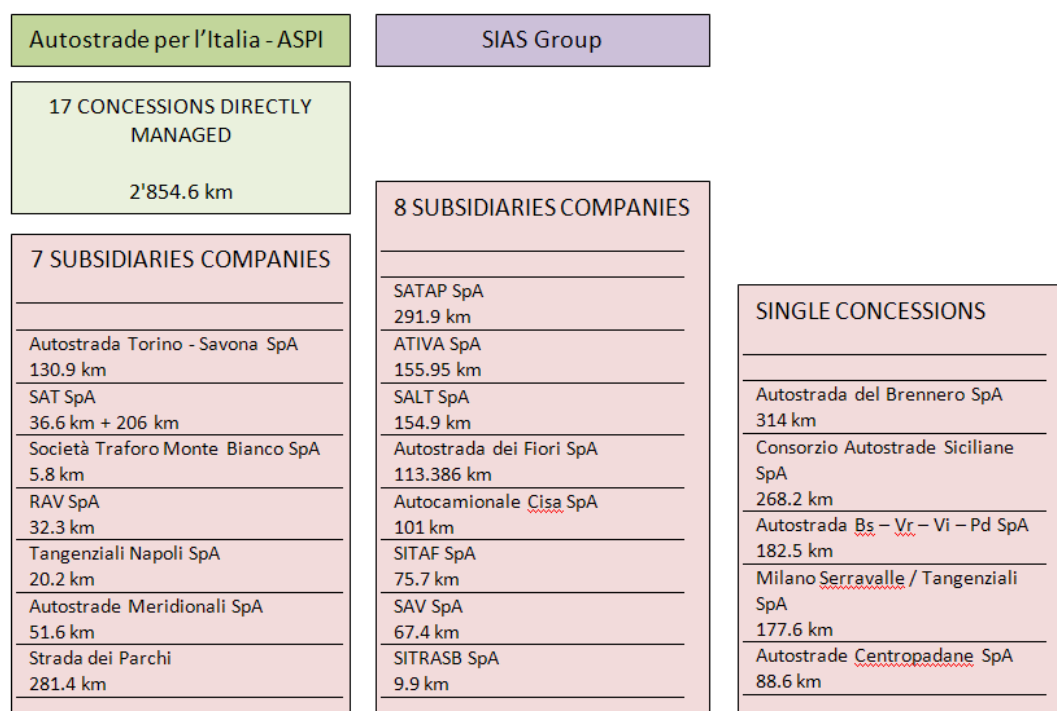 Autostrade per l'Italia - ASPI
17 CONCESSIONS DIRECTLY
MANAGED
2'854.6 km
7 SUBSIDIARIES COMPANIES
Autostrada Torino - Savona SpA
130.9 km
SAT SpA
36.6 km + 206 km
Società Traforo Monte Bianco SpA
5.8 km
RAV SpA
32.3 km
Tangenziali Napoli SpA
20.2 km
Autostrade Meridionali SpA
51.6 km
Strada dei Parchi
281.4 km
SIAS Group
8 SUBSIDIARIES COMPANIES
SATAP SpA
291.9 km
ATIVA SpA
155.95 km
SALT SpA
154.9 km
Autostrada dei Fiori SpA
113.386 km
Autocamionale Cisa SpA
101 km
SITAF SpA
75.7 km
SAV SpA
67.4 km
SITRASB SpA
9.9 km
SINGLE CONCESSIONS
Autostrada del Brennero SpA
314 km
Consorzio Autostrade Siciliane
SpA
268.2 km
Autostrada Bs – Vr – Vi – Pd SpA
182.5 km
Milano Serravalle / Tangenziali
SpA
177.6 km
Autostrade Centropadane SpA
88.6 km